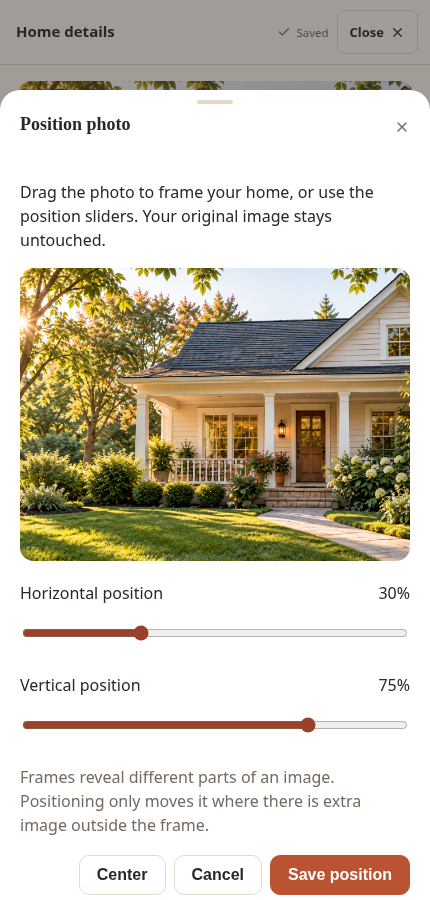 Home details
Saved
Close
Position photo
Drag the photo to frame your home, or use the
position sliders. Your original image stays
untouched.
Horizontal position 30%
Vertical position 75%
Frames reveal different parts of an image.
Positioning only moves it where there is extra
image outside the frame.
Center Cancel Save position